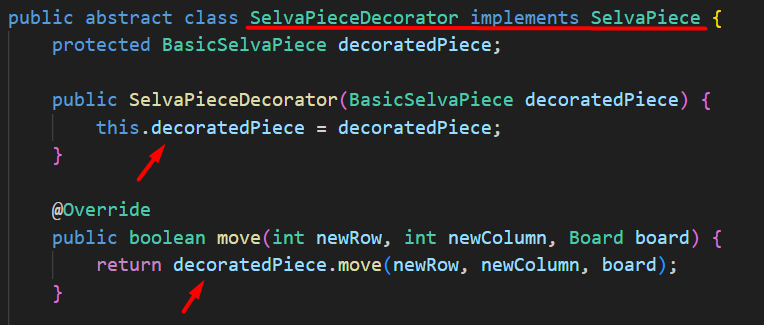 public abstract class SelvaPieceDecorator implements SelvaPiece {
    protected BasicSelvaPiece decoratedPiece;

    public SelvaPieceDecorator(BasicSelvaPiece decoratedPiece) {
        this.decoratedPiece = decoratedPiece;
    }

    @Override
    public boolean move(int newRow, int newColumn, Board board) {
        return decoratedPiece.move(newRow, newColumn, board);
    }